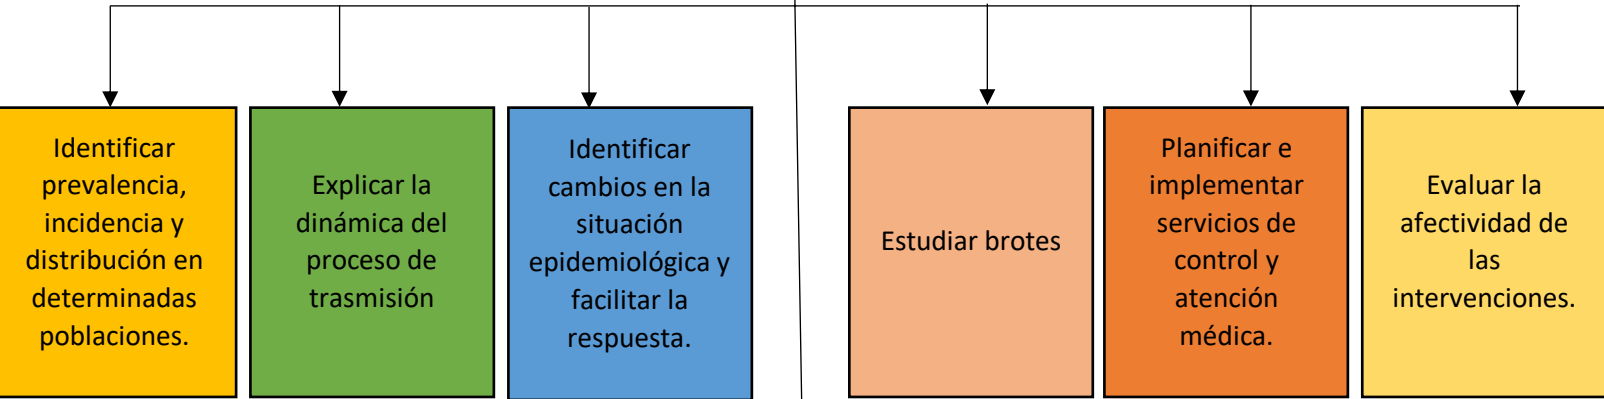 Identificar
prevalencia,
incidencia y
distribución en
determinadas
poblaciones.
Explicar la
dinámica del
proceso de
trasmisión
Identificar
cambios en la
situación
epidemiológica y
facilitar la
respuesta.
Estudiar brotes
Planificar e
implementar
servicios de
control y
atención
médica.
Evaluar la
afectividad de
las
intervenciones.